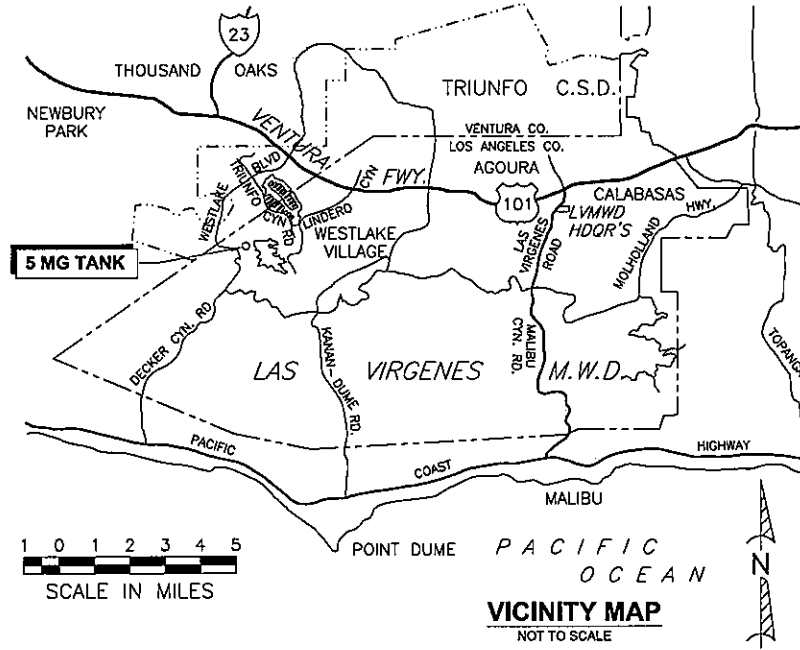 23
THOUSAND OAKS
TRIUNFO C.S.D.
NEWBURY
PARK
VENTURA
FWY.
VENTURA CO.
LOS ANGELES CO.
AGOURA
101
WESTLAKE BLVD
TRIUNFO CYN RD
LINDERO CYN
WESTLAKE
VILLAGE
LAS
VIRGENES
ROAD
LVMWD
HDQR'S
CALABASAS
MOLHOLLAND HWY.
5 MG TANK
DECKER CYN. RD
KANAN-DUME RD.
MALIBU
CYN. RD.
TOPANGA
LAS VIRGENES M.W.D.
PACIFIC COAST HIGHWAY
MALIBU
POINT DUME
PACIFIC
OCEAN
1 0 1 2 3 4 5
SCALE IN MILES
N
VICINITY MAP
NOT TO SCALE